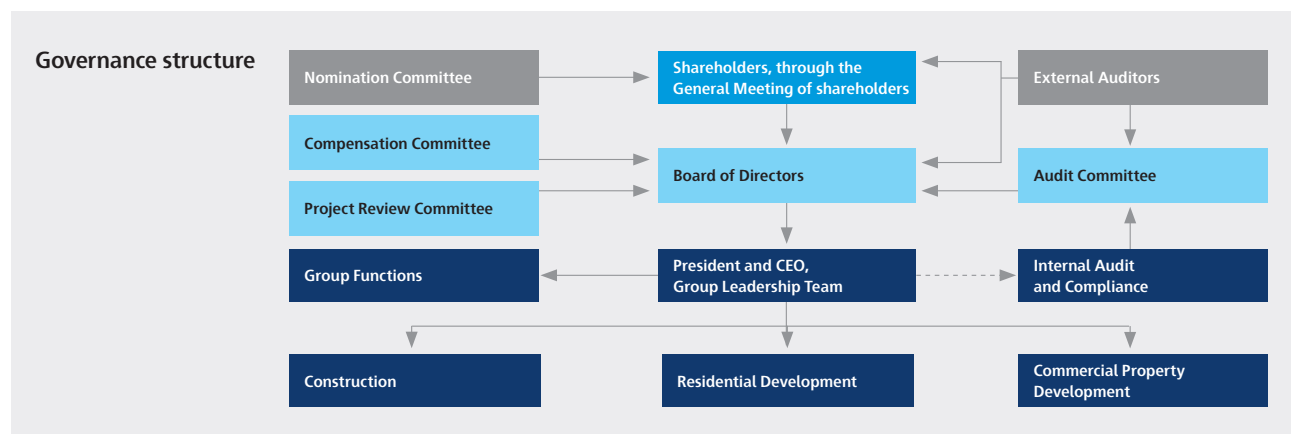 Governance structure
Nomination Committee
Shareholders, through the
General Meeting of shareholders
External Auditors
Compensation Committee
Board of Directors
Audit Committee
Project Review Committee
Group Functions
President and CEO,
Group Leadership Team
Internal Audit
and Compliance
Construction
Residential Development
Commercial Property
Development